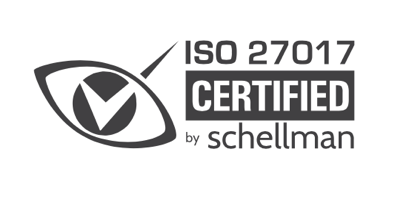 ISO 27017
CERTIFIED
by schellman